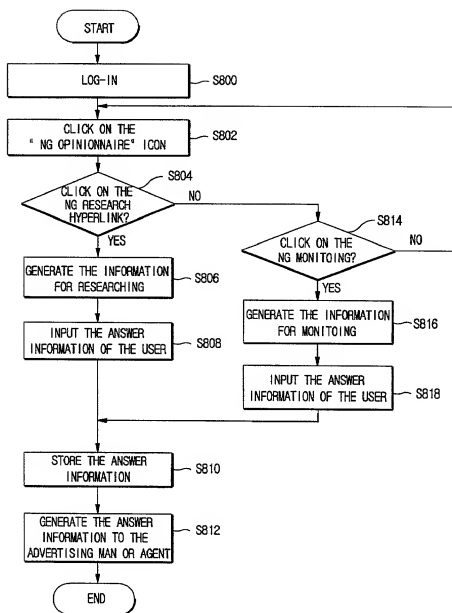 START
LOG-IN
S800
CLICK ON THE
"NG OPINIONNAIRE" ICON
S802
S804
CLICK ON THE
NG RESEARCH
HYPERLINK?
NO
YES
S814
CLICK ON THE
NG MONITOING?
NO
YES
GENERATE THE INFORMATION
FOR RESEARCHING
S806
GENERATE THE INFORMATION
FOR MONITOING
S816
INPUT THE ANSWER
INFORMATION OF THE USER
S808
INPUT THE ANSWER
INFORMATION OF THE USER
S818
STORE THE ANSWER
INFORMATION
S810
GENERATE THE ANSWER
INFORMATION TO THE
ADVERTISING MAN OR AGENT
S812
END